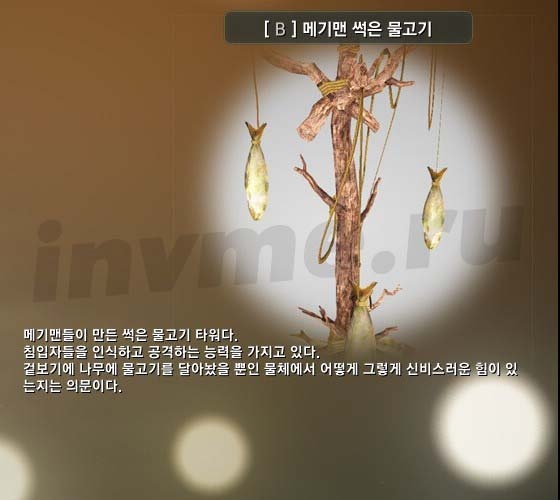 [ B ] 메기맨 썩은 물고기
invme.ru
메기맨들이 만든 썩은 물고기 타워다.
침입자들을 인식하고 공격하는 능력을 가지고 있다.
겉보기에 나무에 물고기를 달아놨을 뿐인 물체에서 어떻게 그렇게 신비스러운 힘이 있
는지는 의문이다.